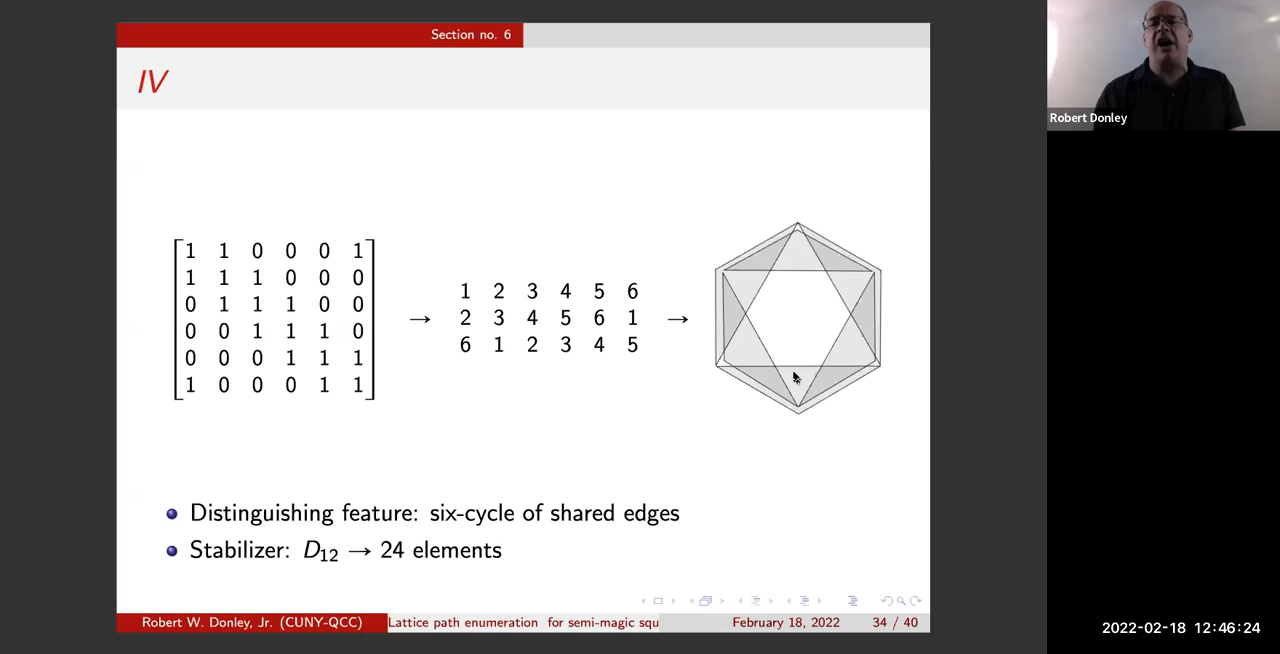 Section no. 6
IV
1 1 0 0 0 1
1 1 1 0 0 0
0 1 1 1 0 0
0 0 1 1 1 0
0 0 0 1 1 1
1 0 0 0 1 1
→
1 2 3 4 5 6
2 3 4 5 6 1
6 1 2 3 4 5
→
Distinguishing feature: six-cycle of shared edges
Stabilizer: D₁₂ → 24 elements
Robert W. Donley, Jr. (CUNY-QCC) Lattice path enumeration for semi-magic squ February 18, 2022 34 / 40
Robert Donley
2022-02-18 12:46:24